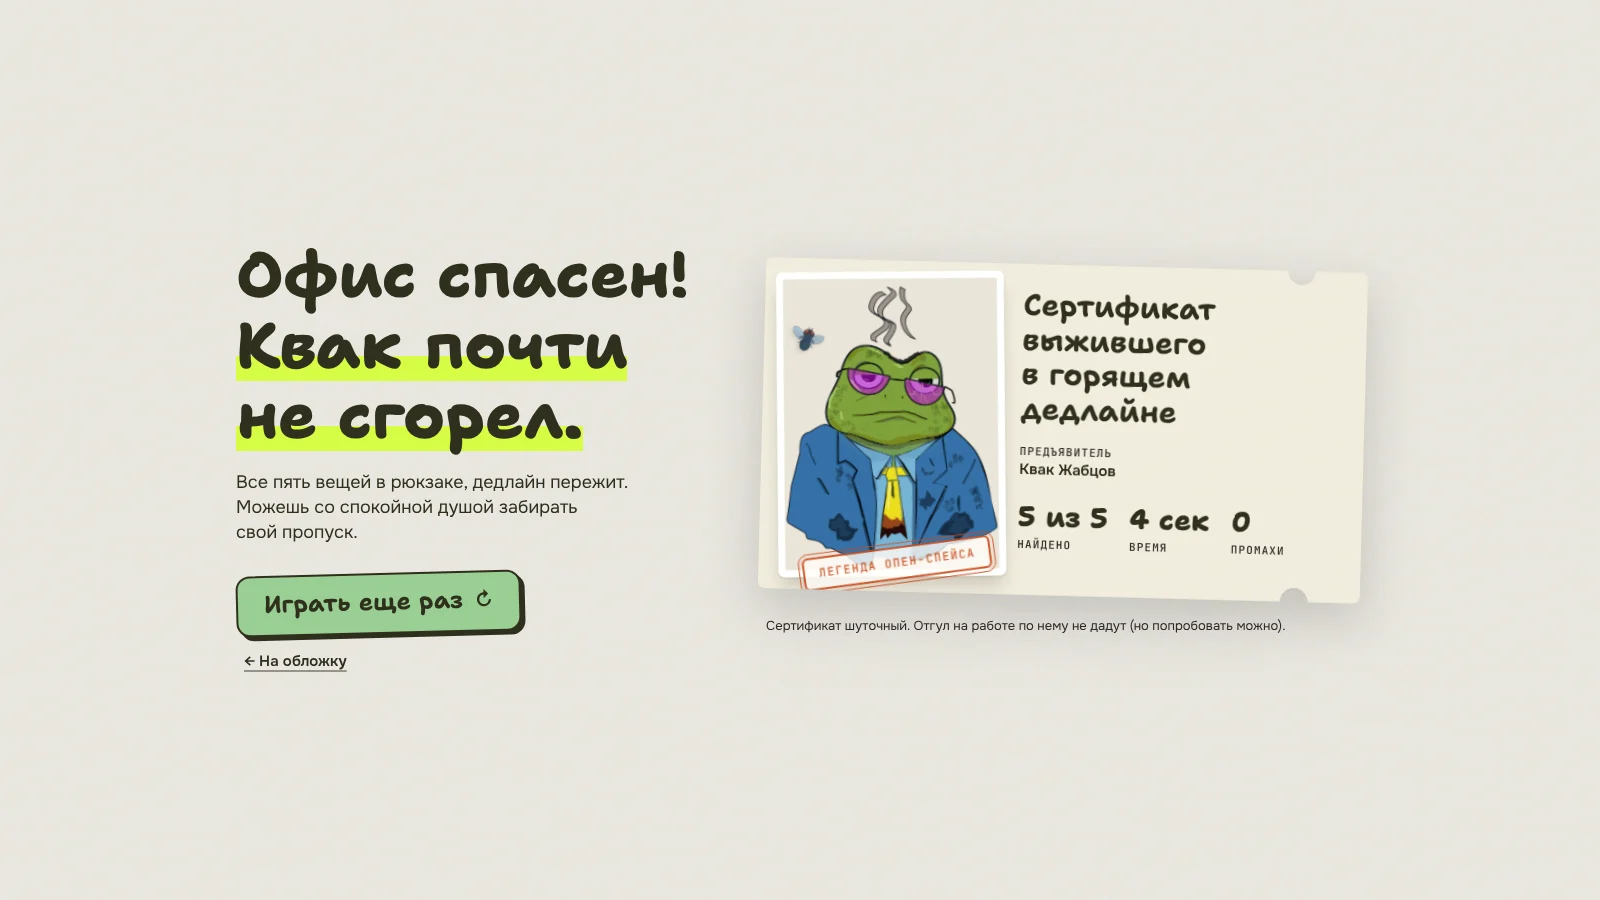 Офис спасен!
Квак почти
не сгорел.
Все пять вещей в рюкзаке, дедлайн пережит.
Можешь со спокойной душой забирать
свой пропуск.
Играть еще раз ↻
← На обложку
ЛЕГЕНДА ОПЕН-СПЕЙСА
Сертификат
выжившего
в горящем
дедлайне
ПРЕДЪЯВИТЕЛЬ
Квак Жабцов
5 из 5 4 сек 0
НАЙДЕНО ВРЕМЯ ПРОМАХИ
Сертификат шуточный. Отгул на работе по нему не дадут (но попробовать можно).